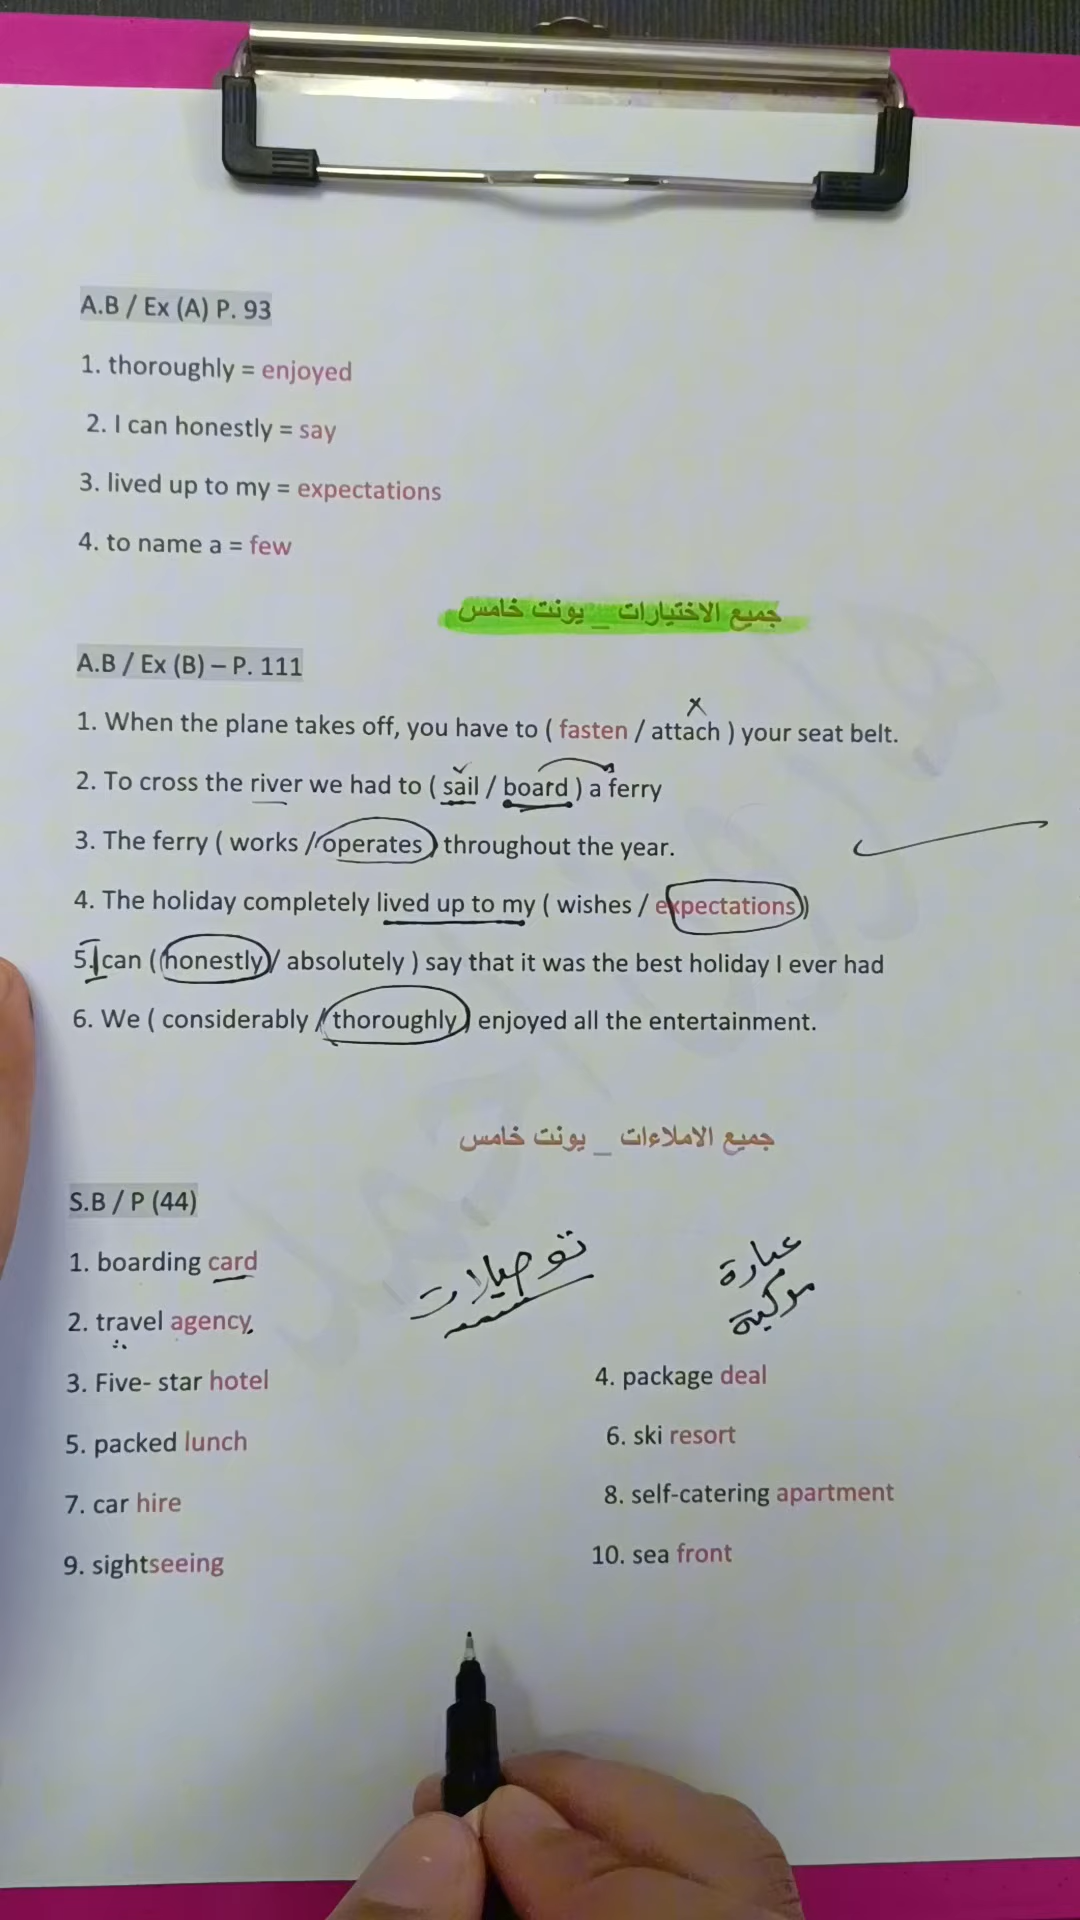 A.B / Ex (A) P. 93
1. thoroughly = enjoyed
2. I can honestly = say
3. lived up to my = expectations
4. to name a = few
جميع الاختيارات _ يونت خامس
A.B / Ex (B) – P. 111
1. When the plane takes off, you have to ( fasten / attach ) your seat belt.
2. To cross the river we had to ( sail / board ) a ferry
3. The ferry ( works / operates ) throughout the year.
4. The holiday completely lived up to my ( wishes / expectations )
5. I can ( honestly / absolutely ) say that it was the best holiday I ever had
6. We ( considerably / thoroughly ) enjoyed all the entertainment.
جميع الاملاءات _ يونت خامس
S.B / P (44)
1. boarding card
توصيلات
عبارة
مركبة
2. travel agency.
3. Five- star hotel
4. package deal
5. packed lunch
6. ski resort
7. car hire
8. self-catering apartment
9. sightseeing
10. sea front